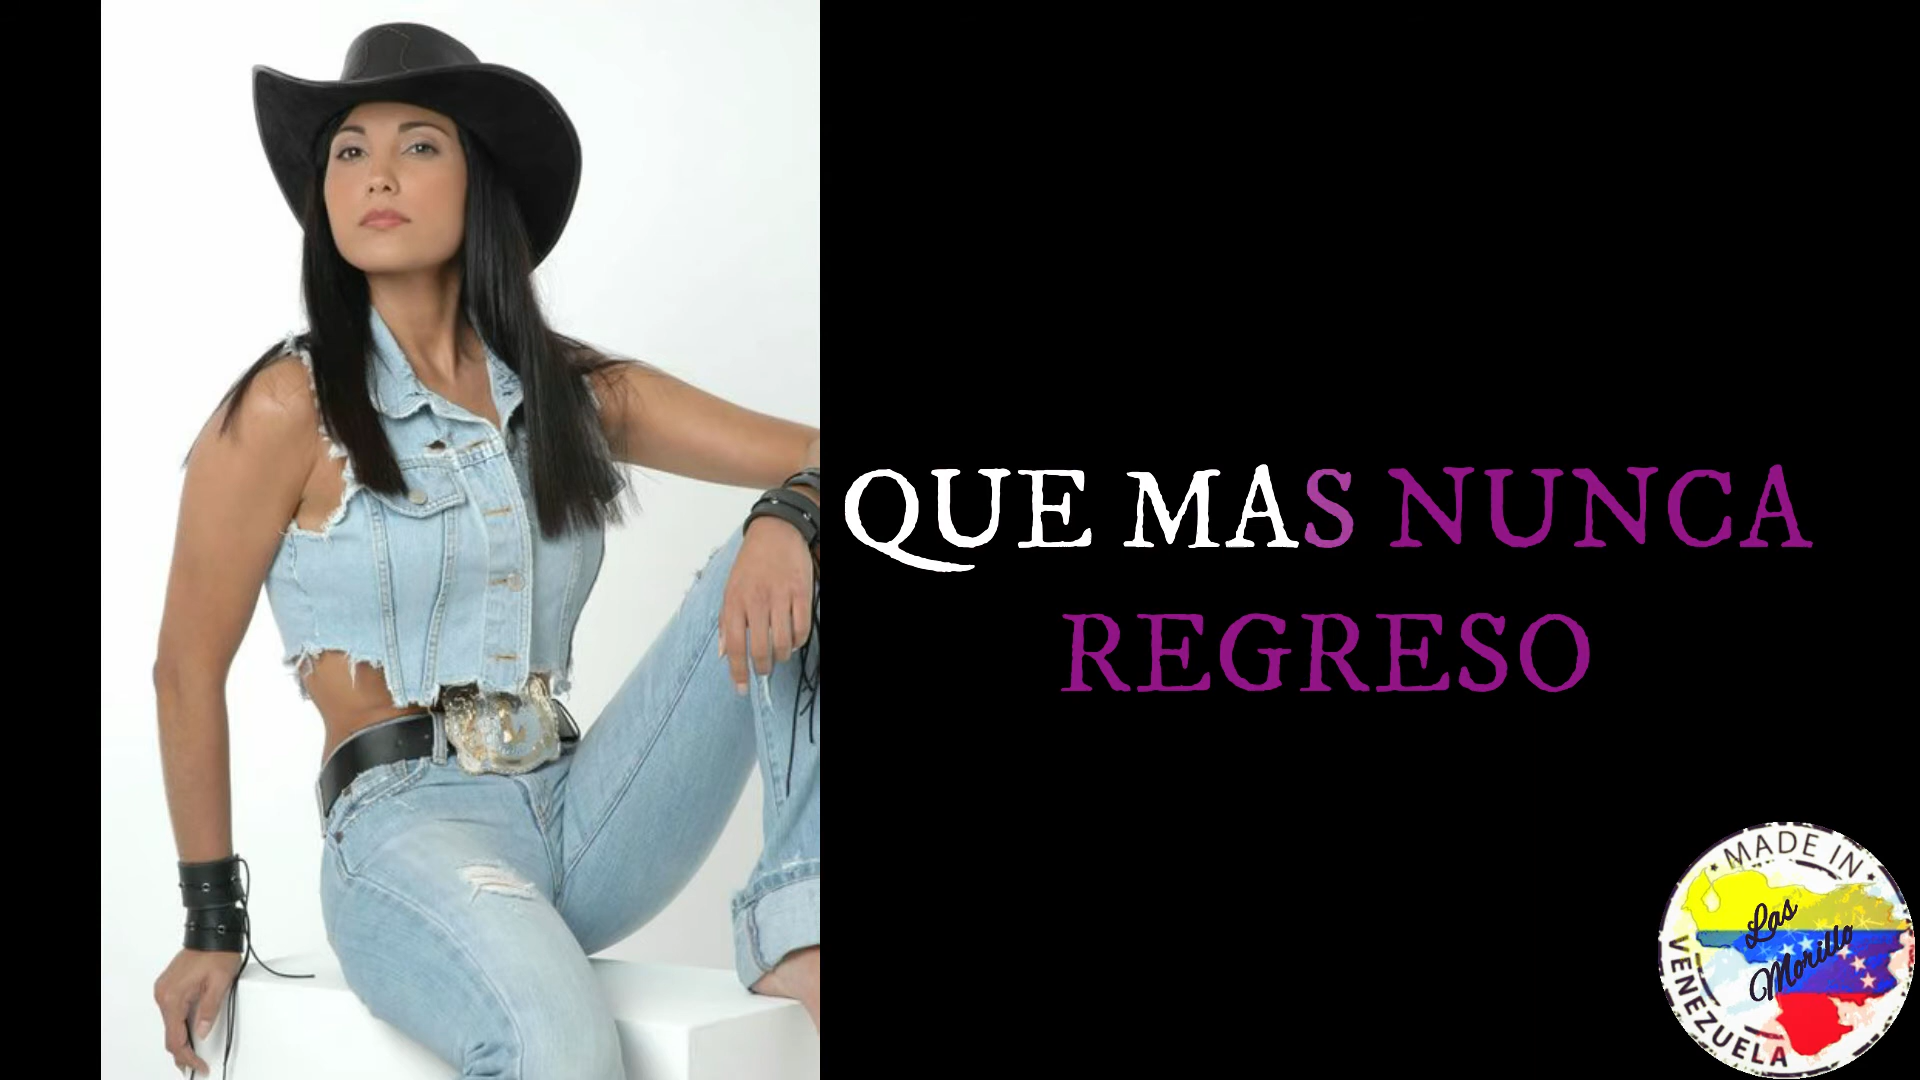 QUE MAS NUNCA
REGRESO
MADE IN
Las
Morillo
VENEZUELA